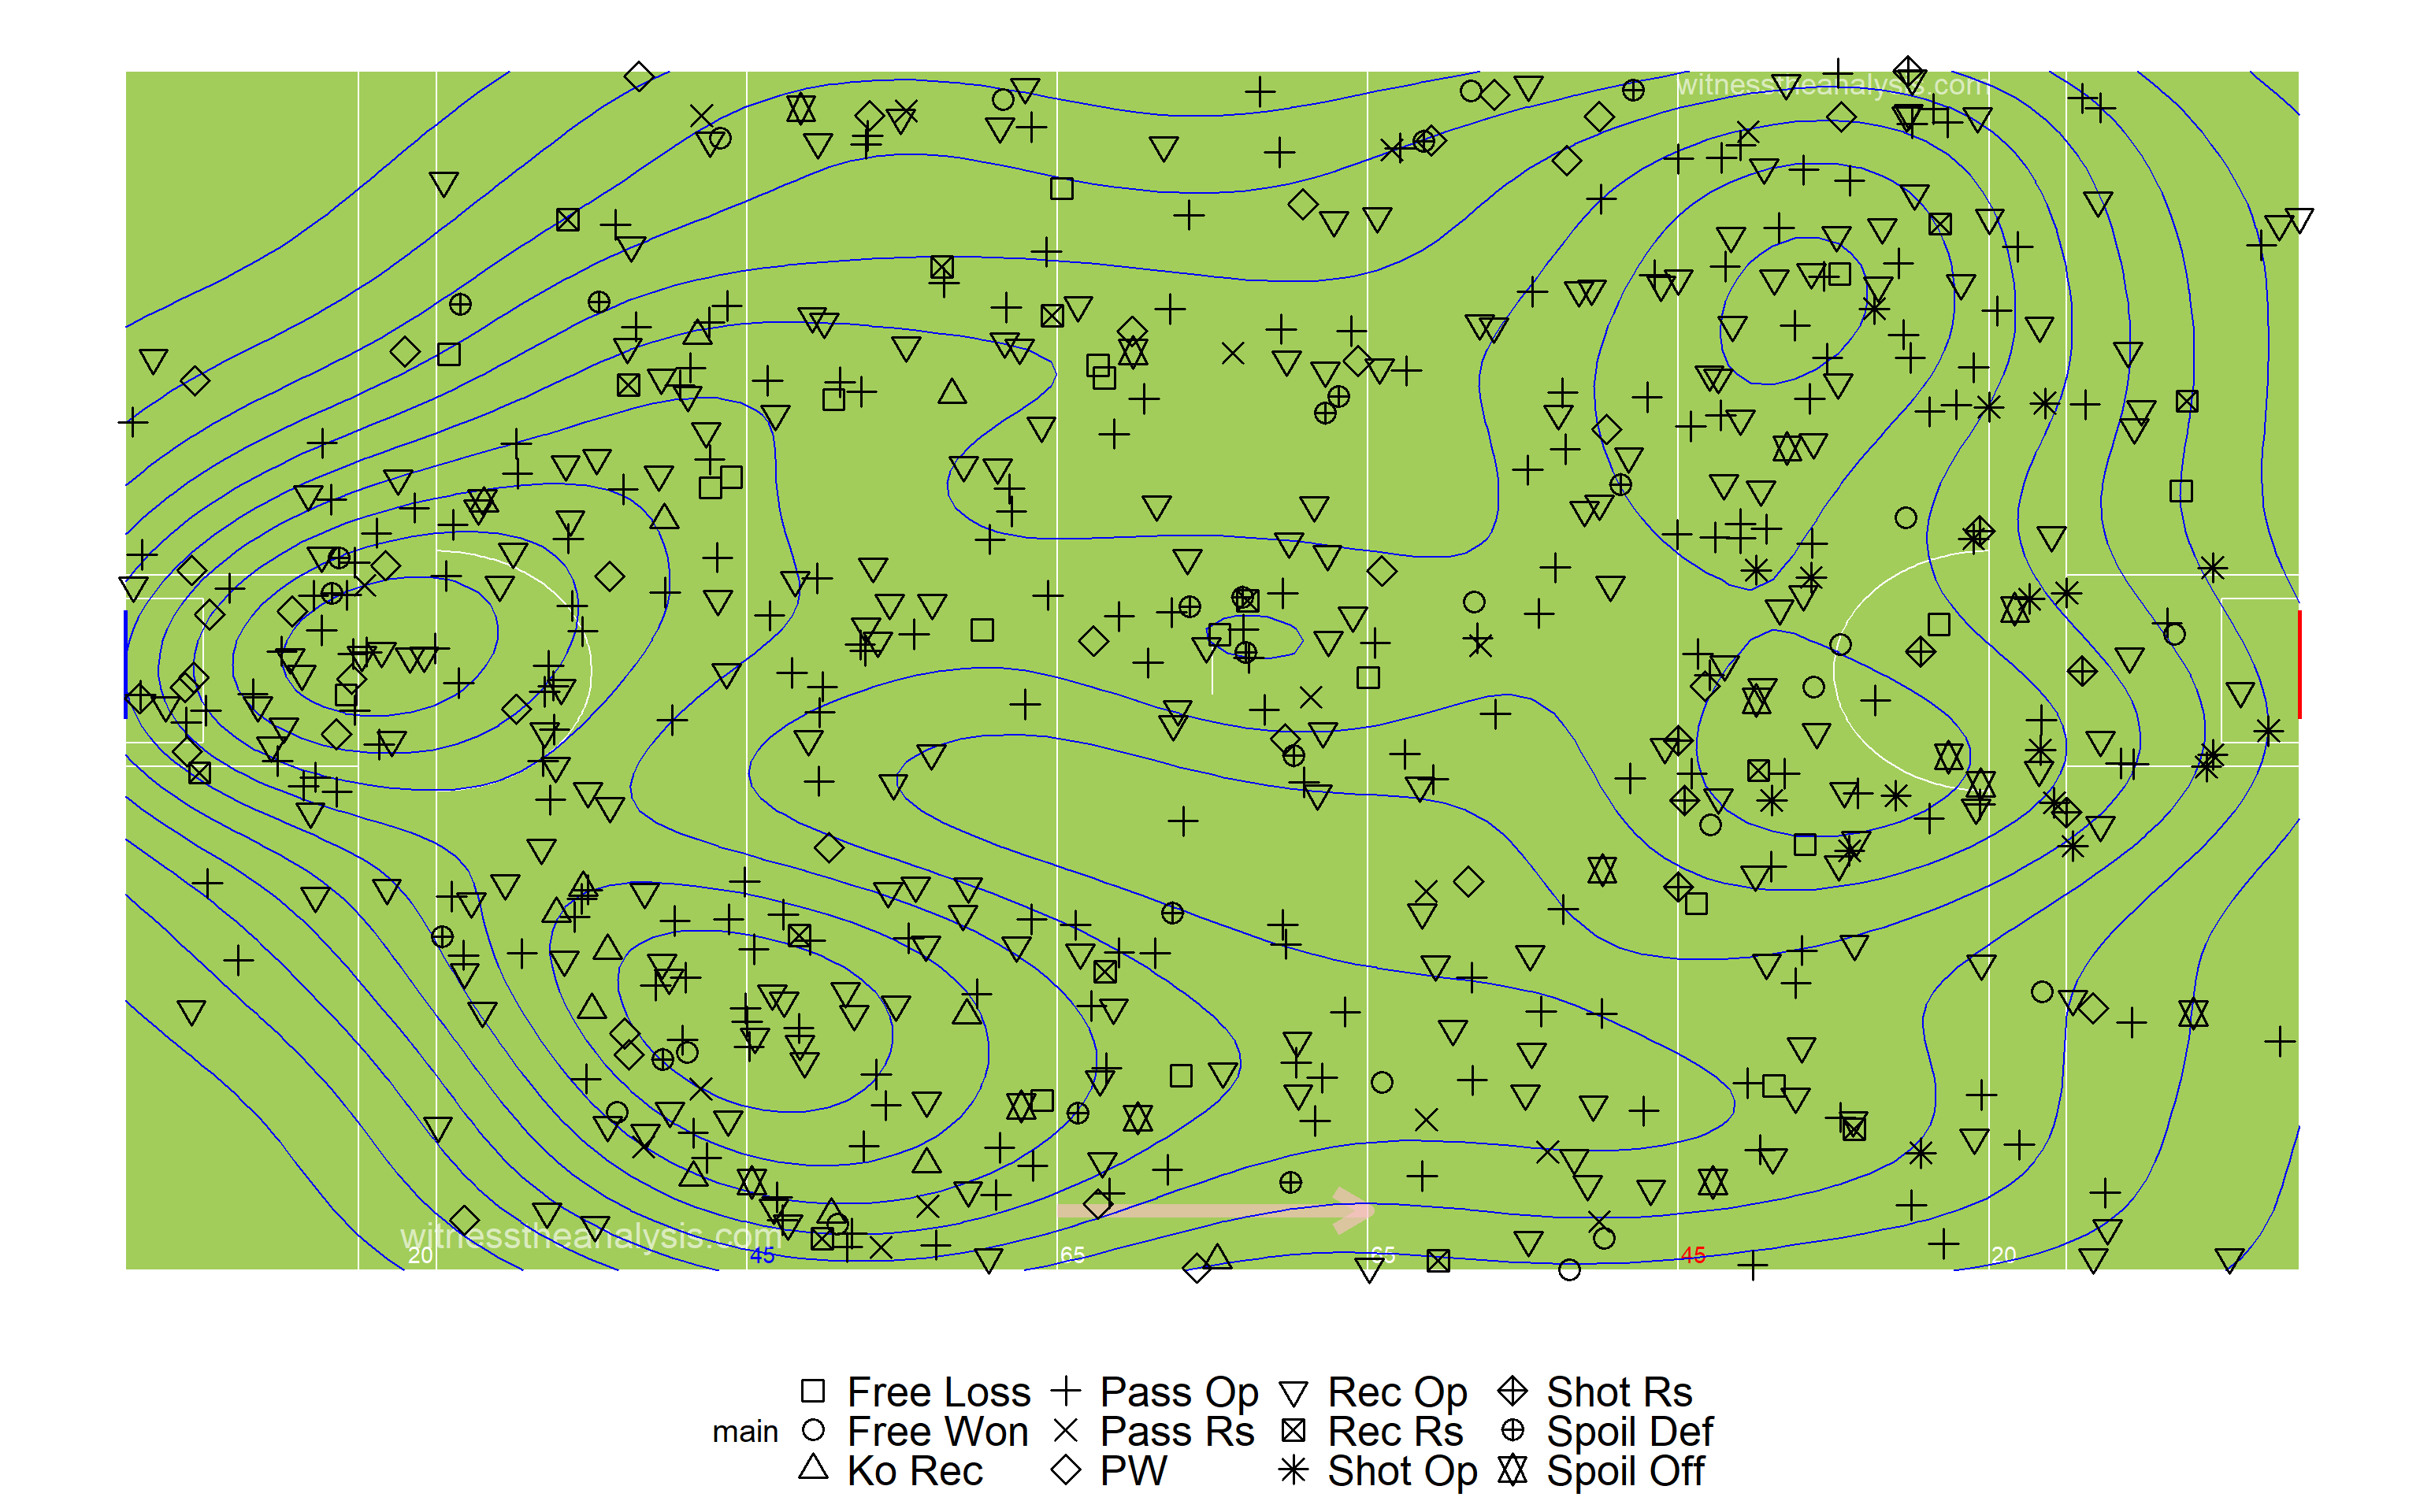 witnesstheanalysis.com
witnesstheanalysis.com
20 45 65 65 45 20
Free Loss Pass Op Rec Op Shot Rs
main Free Won Pass Rs Rec Rs Spoil Def
Ko Rec PW Shot Op Spoil Off